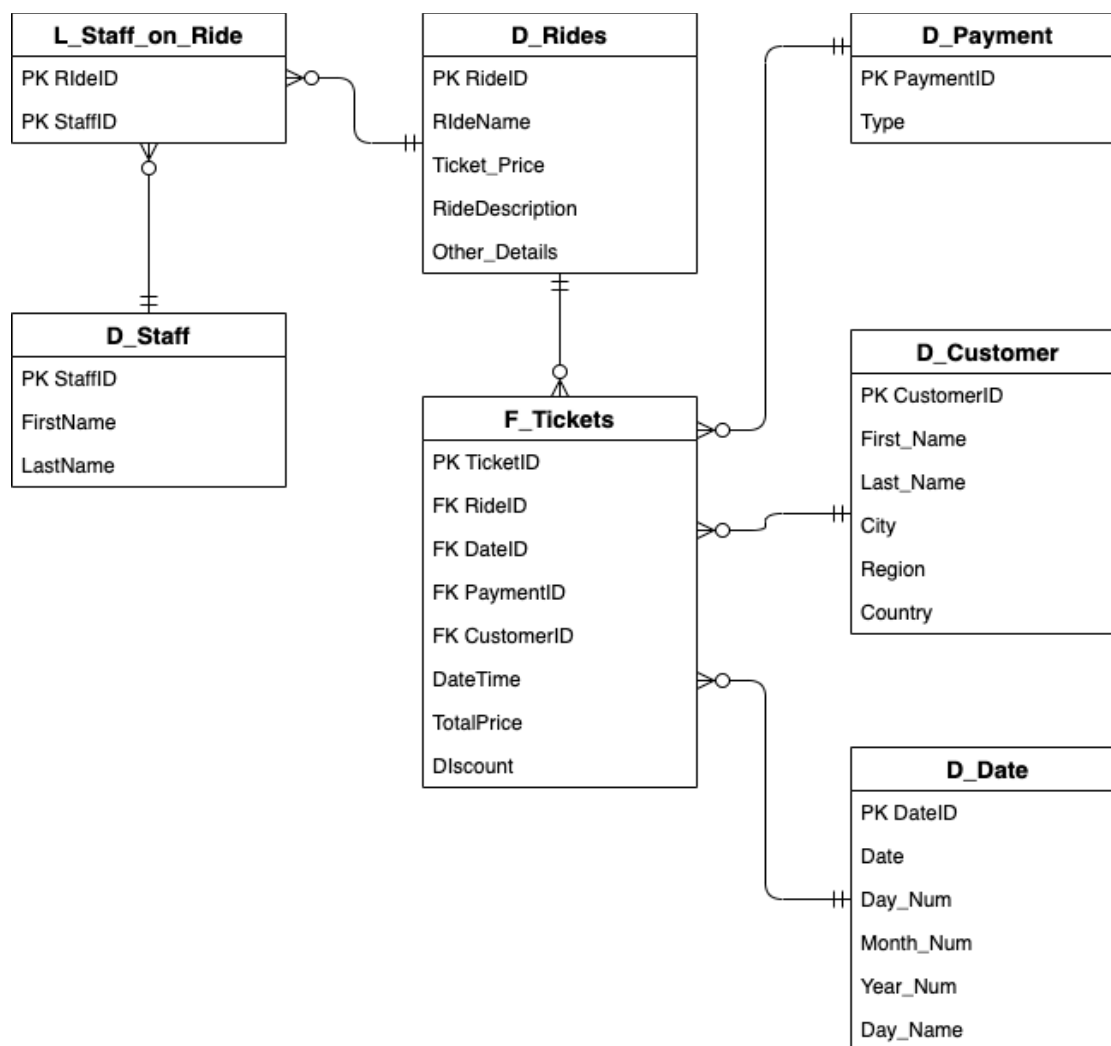 L_Staff_on_Ride
PK RIdeID
PK StaffID
D_Rides
PK RideID
RIdeName
Ticket_Price
RideDescription
Other_Details
D_Payment
PK PaymentID
Type
D_Staff
PK StaffID
FirstName
LastName
F_Tickets
PK TicketID
FK RideID
FK DateID
FK PaymentID
FK CustomerID
DateTime
TotalPrice
DIscount
D_Customer
PK CustomerID
First_Name
Last_Name
City
Region
Country
D_Date
PK DateID
Date
Day_Num
Month_Num
Year_Num
Day_Name